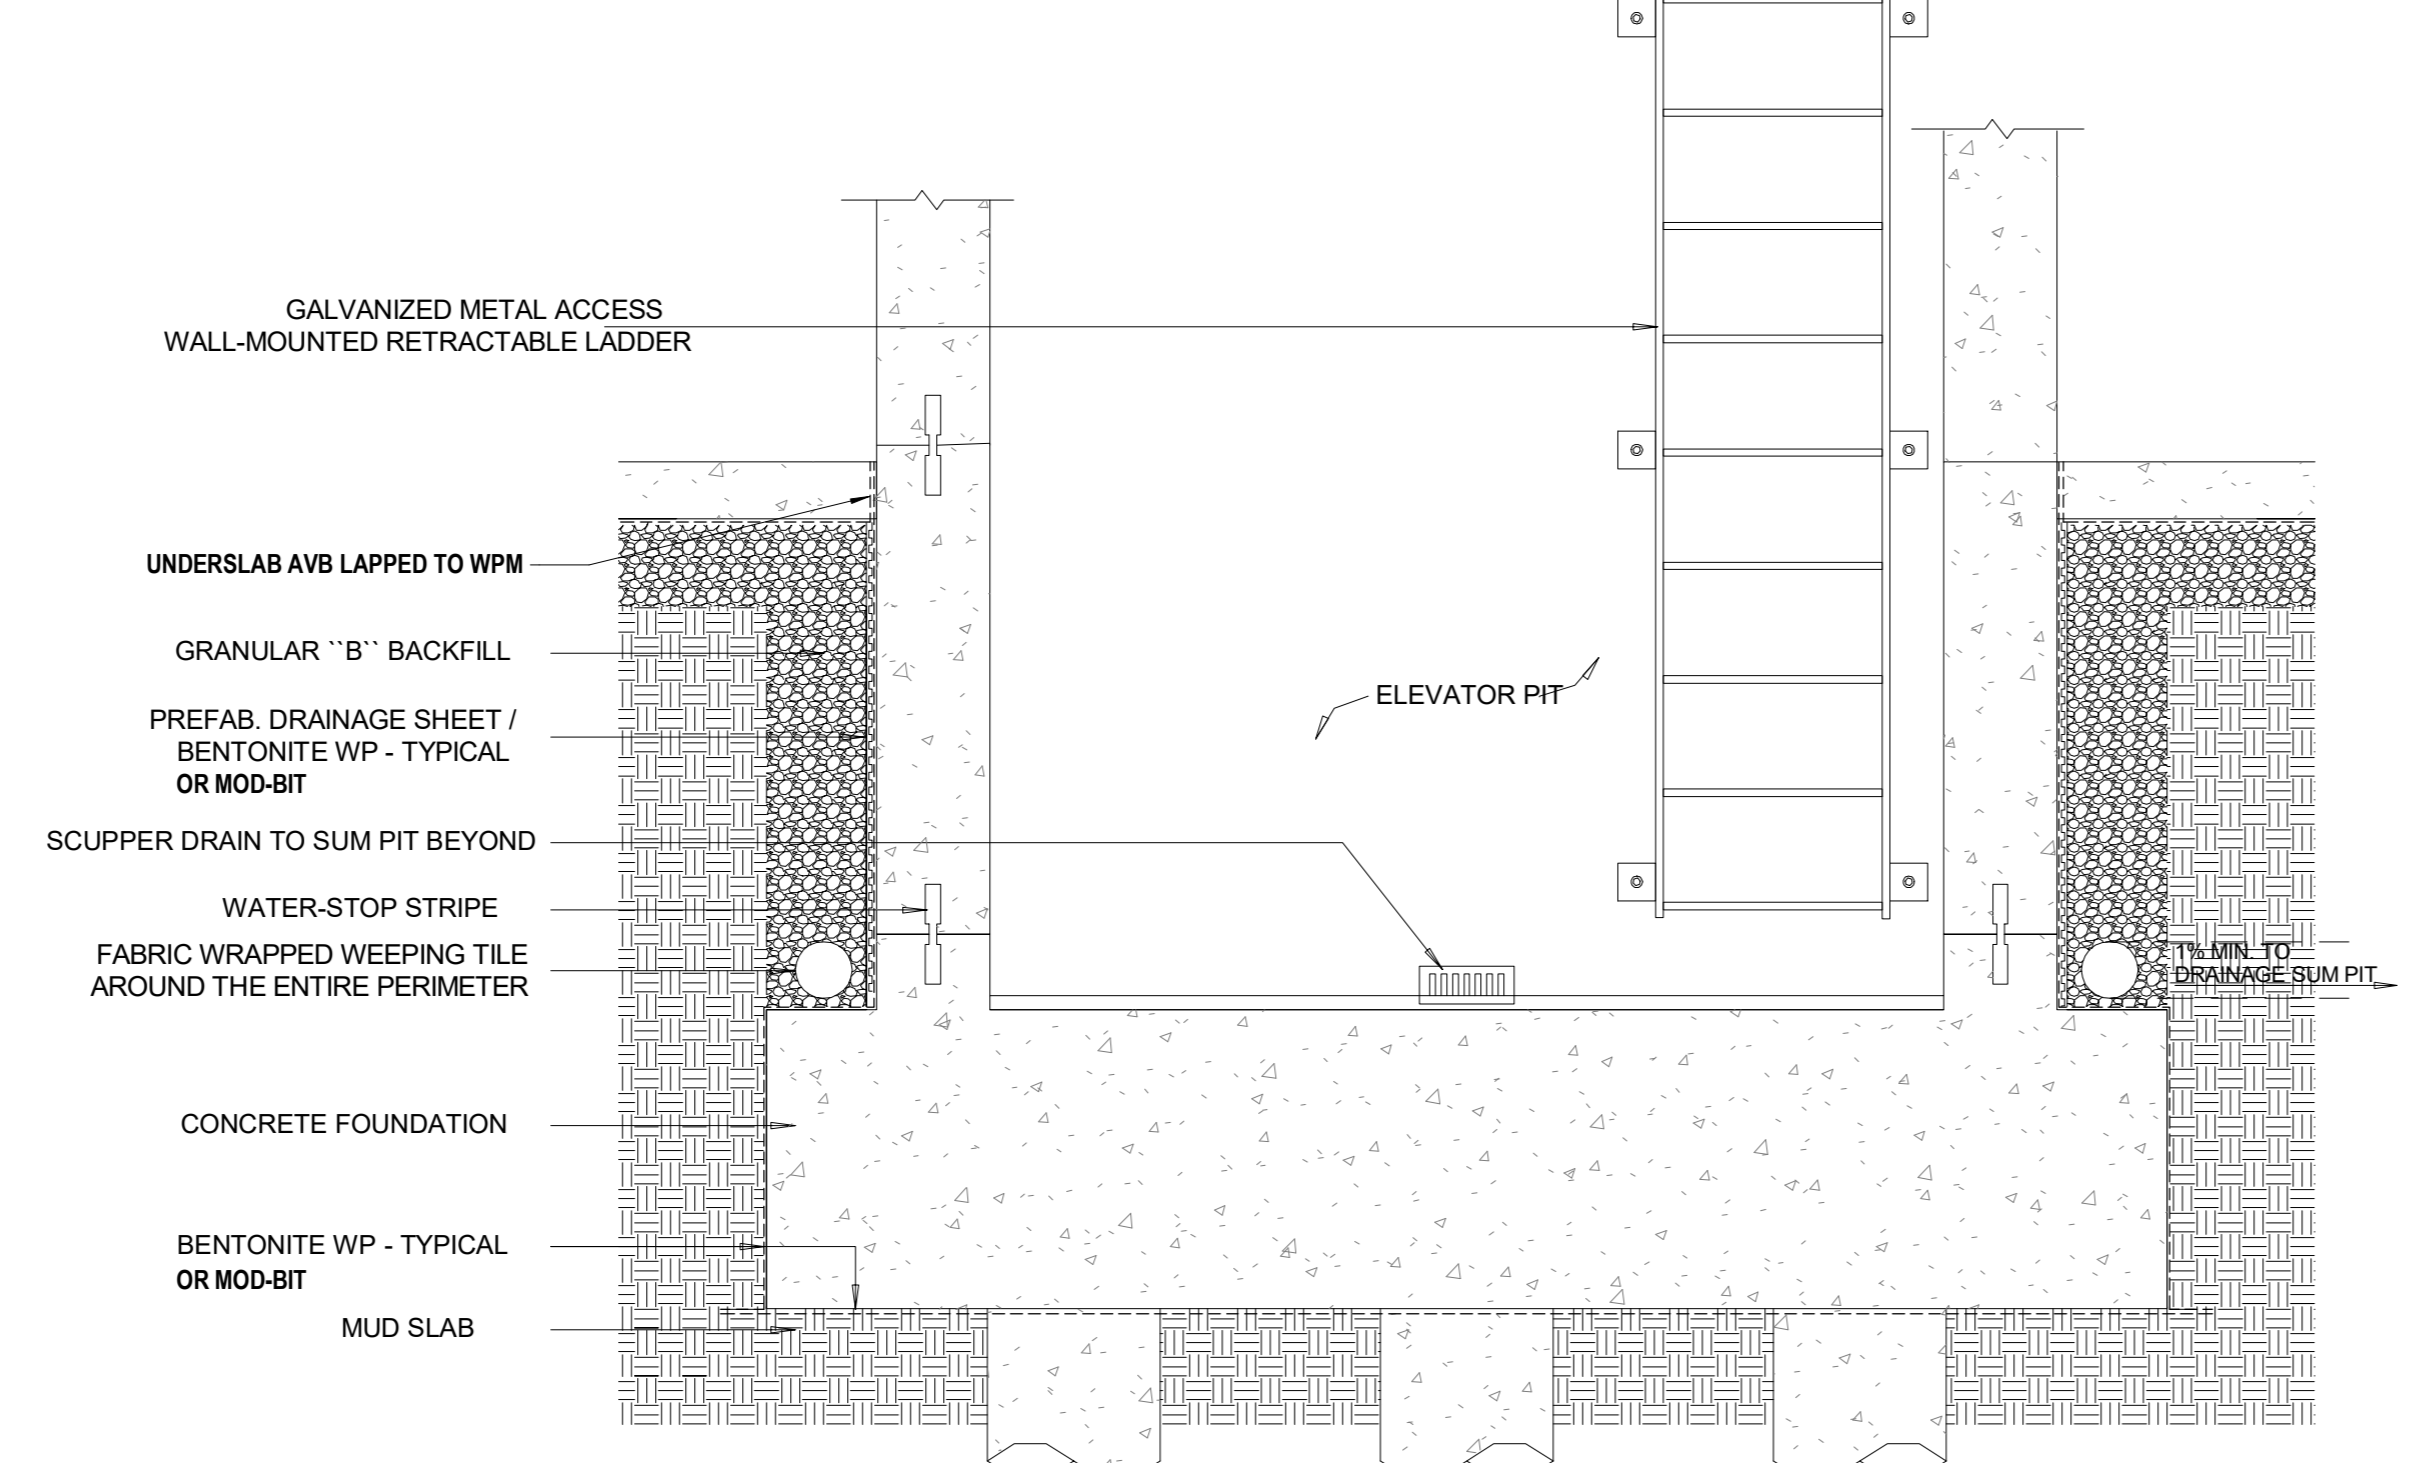 GALVANIZED METAL ACCESS
WALL-MOUNTED RETRACTABLE LADDER
UNDERSLAB AVB LAPPED TO WPM
GRANULAR ``B`` BACKFILL
PREFAB. DRAINAGE SHEET /
BENTONITE WP - TYPICAL
OR MOD-BIT
ELEVATOR PIT
SCUPPER DRAIN TO SUM PIT BEYOND
WATER-STOP STRIPE
FABRIC WRAPPED WEEPING TILE
AROUND THE ENTIRE PERIMETER
1% MIN. TO
DRAINAGE SUM PIT
CONCRETE FOUNDATION
BENTONITE WP - TYPICAL
OR MOD-BIT
MUD SLAB